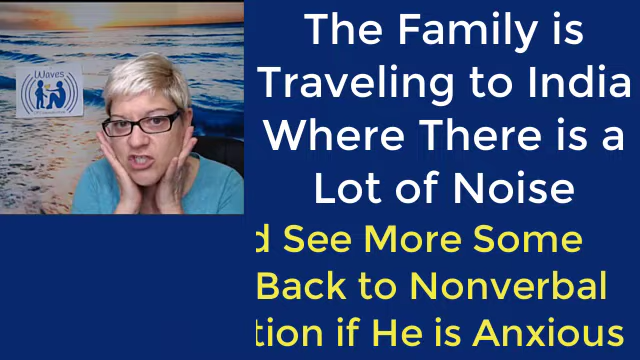 Waves
The Family is
Traveling to India
Where There is a
Lot of Noise
d See More Some
Back to Nonverbal
tion if He is Anxious